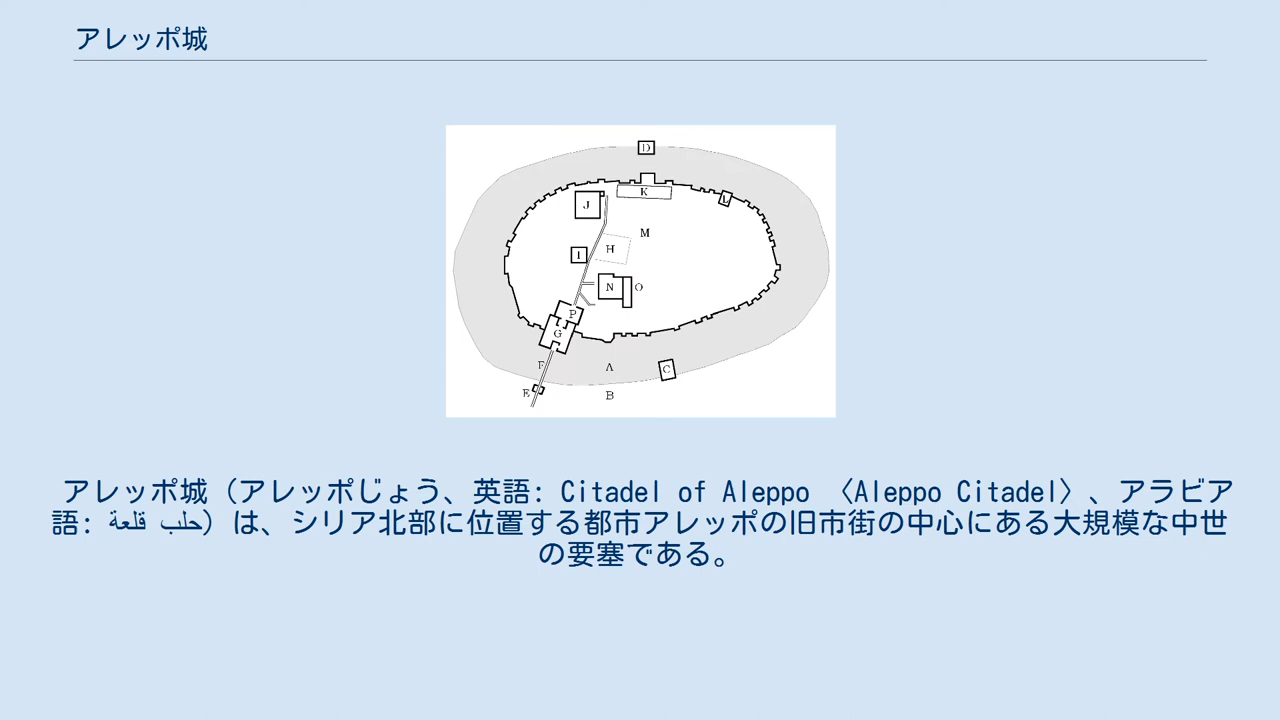 アレッポ城
D
K
L
J
M
H
I
N
O
P
G
F
A
C
E
B
アレッポ城（アレッポじょう、英語: Citadel of Aleppo 〈Aleppo Citadel〉、アラビア
語: قلعة حلب）は、シリア北部に位置する都市アレッポの旧市街の中心にある大規模な中世
の要塞である。